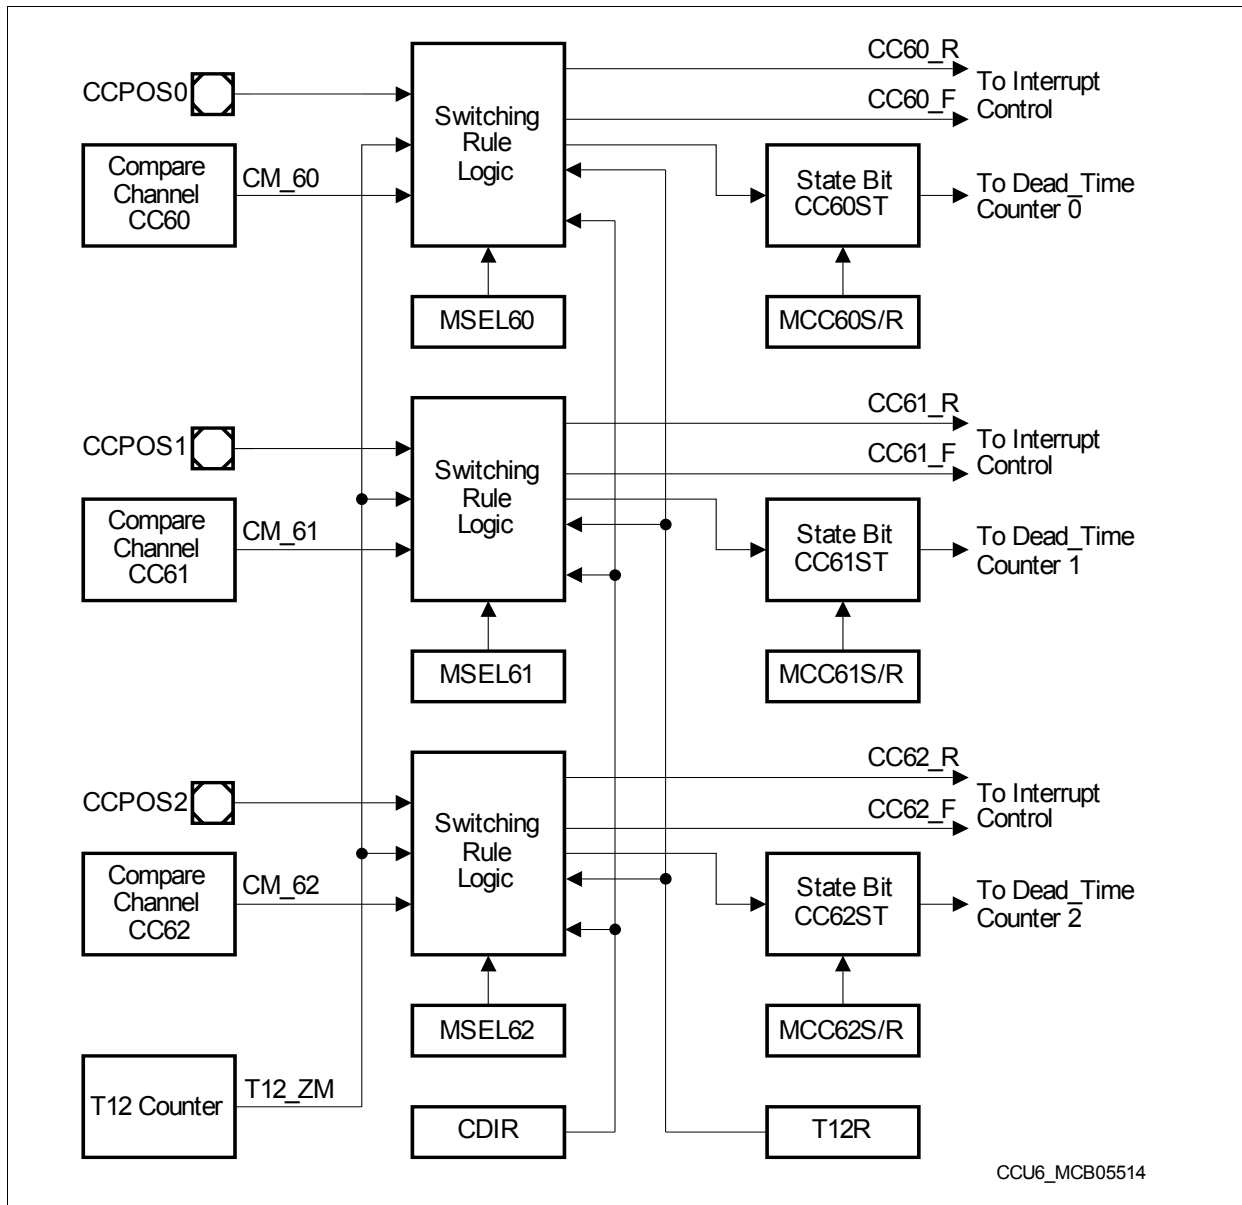 CC60_R
CCPOS0
To Interrupt
Control
CC60_F
Switching
Rule
Logic
Compare
Channel
CC60
CM_60
State Bit
CC60ST
To Dead_Time
Counter 0
MSEL60
MCC60S/R
CC61_R
CCPOS1
To Interrupt
Control
CC61_F
Switching
Rule
Logic
Compare
Channel
CC61
CM_61
State Bit
CC61ST
To Dead_Time
Counter 1
MSEL61
MCC61S/R
CC62_R
CCPOS2
To Interrupt
Control
CC62_F
Switching
Rule
Logic
Compare
Channel
CC62
CM_62
State Bit
CC62ST
To Dead_Time
Counter 2
MSEL62
MCC62S/R
T12 Counter
T12_ZM
CDIR
T12R
CCU6_MCB05514